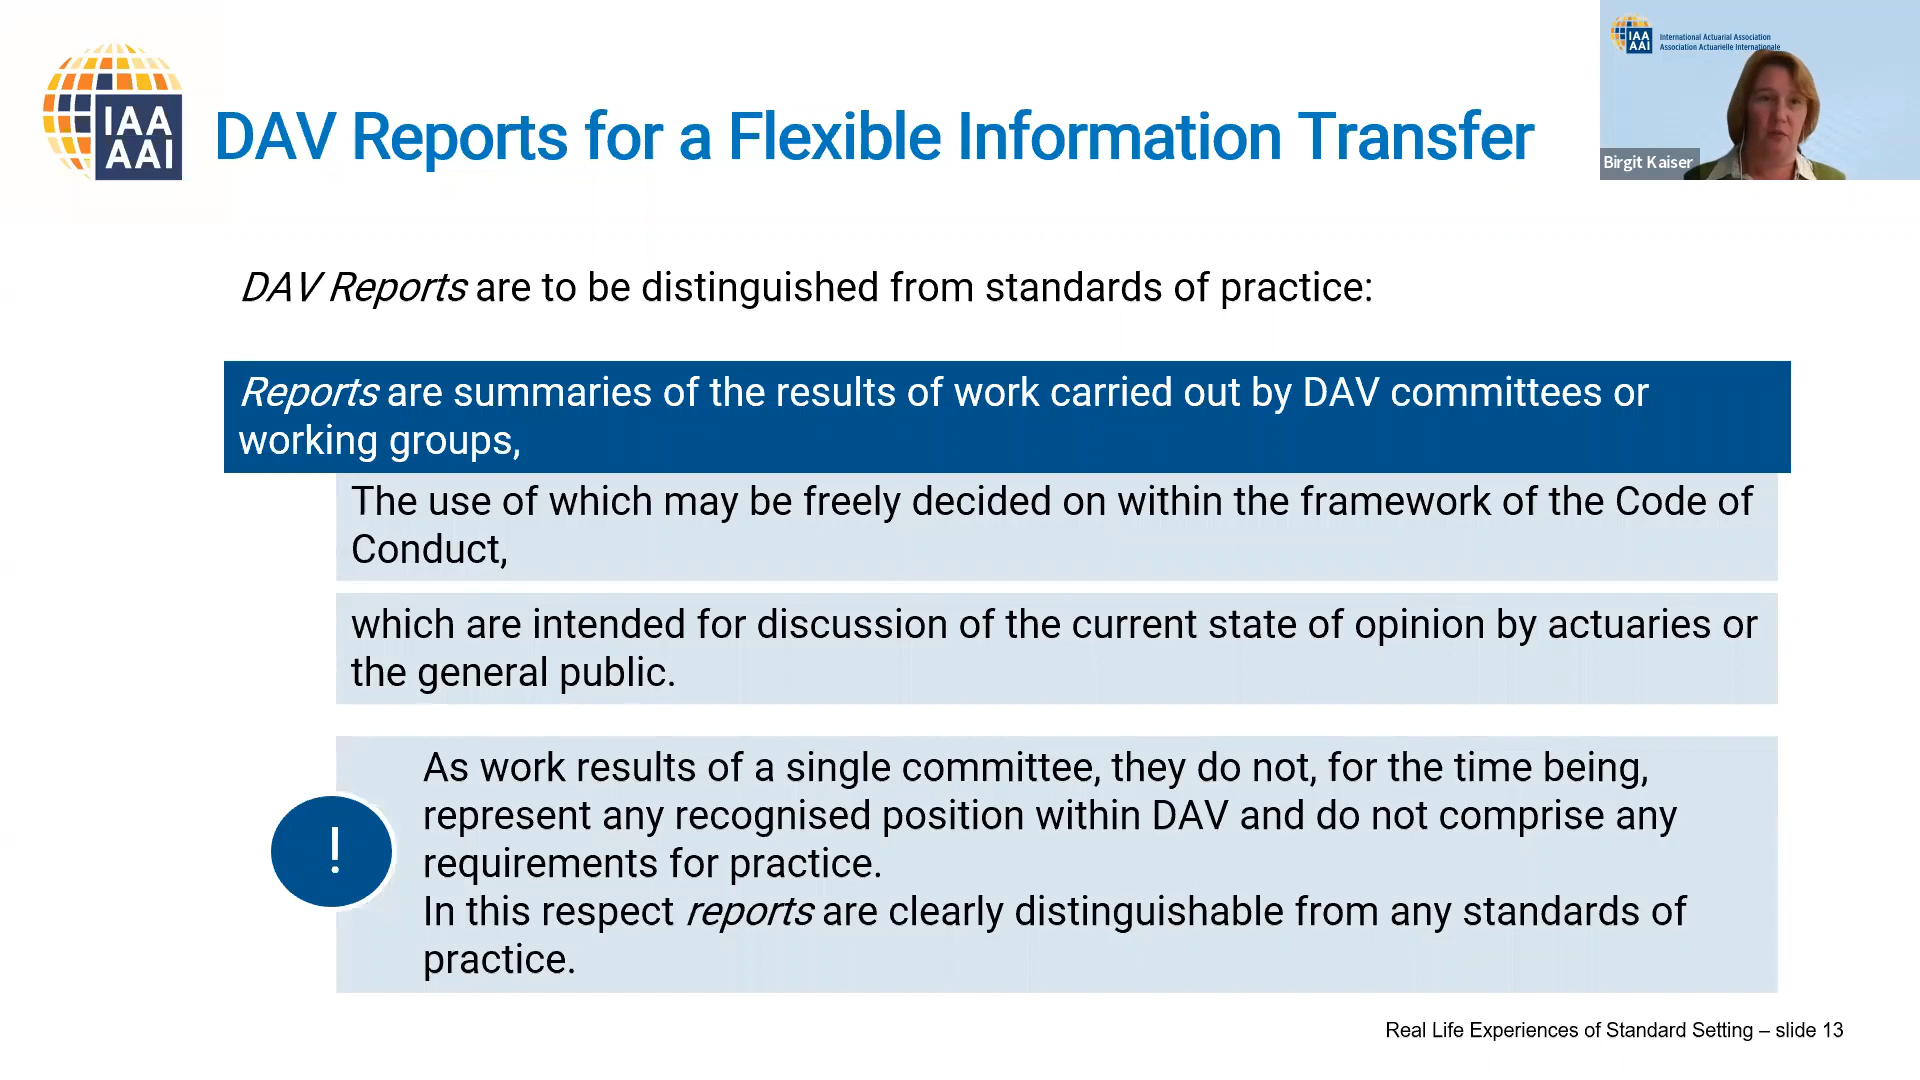 IAA
AAI
DAV Reports for a Flexible Information Transfer
IAA
AAI
International Actuarial Association
Association Actuarielle Internationale
Birgit Kaiser
DAV Reports are to be distinguished from standards of practice:
Reports are summaries of the results of work carried out by DAV committees or
working groups,
The use of which may be freely decided on within the framework of the Code of
Conduct,
which are intended for discussion of the current state of opinion by actuaries or
the general public.
!
As work results of a single committee, they do not, for the time being,
represent any recognised position within DAV and do not comprise any
requirements for practice.
In this respect reports are clearly distinguishable from any standards of
practice.
Real Life Experiences of Standard Setting – slide 13